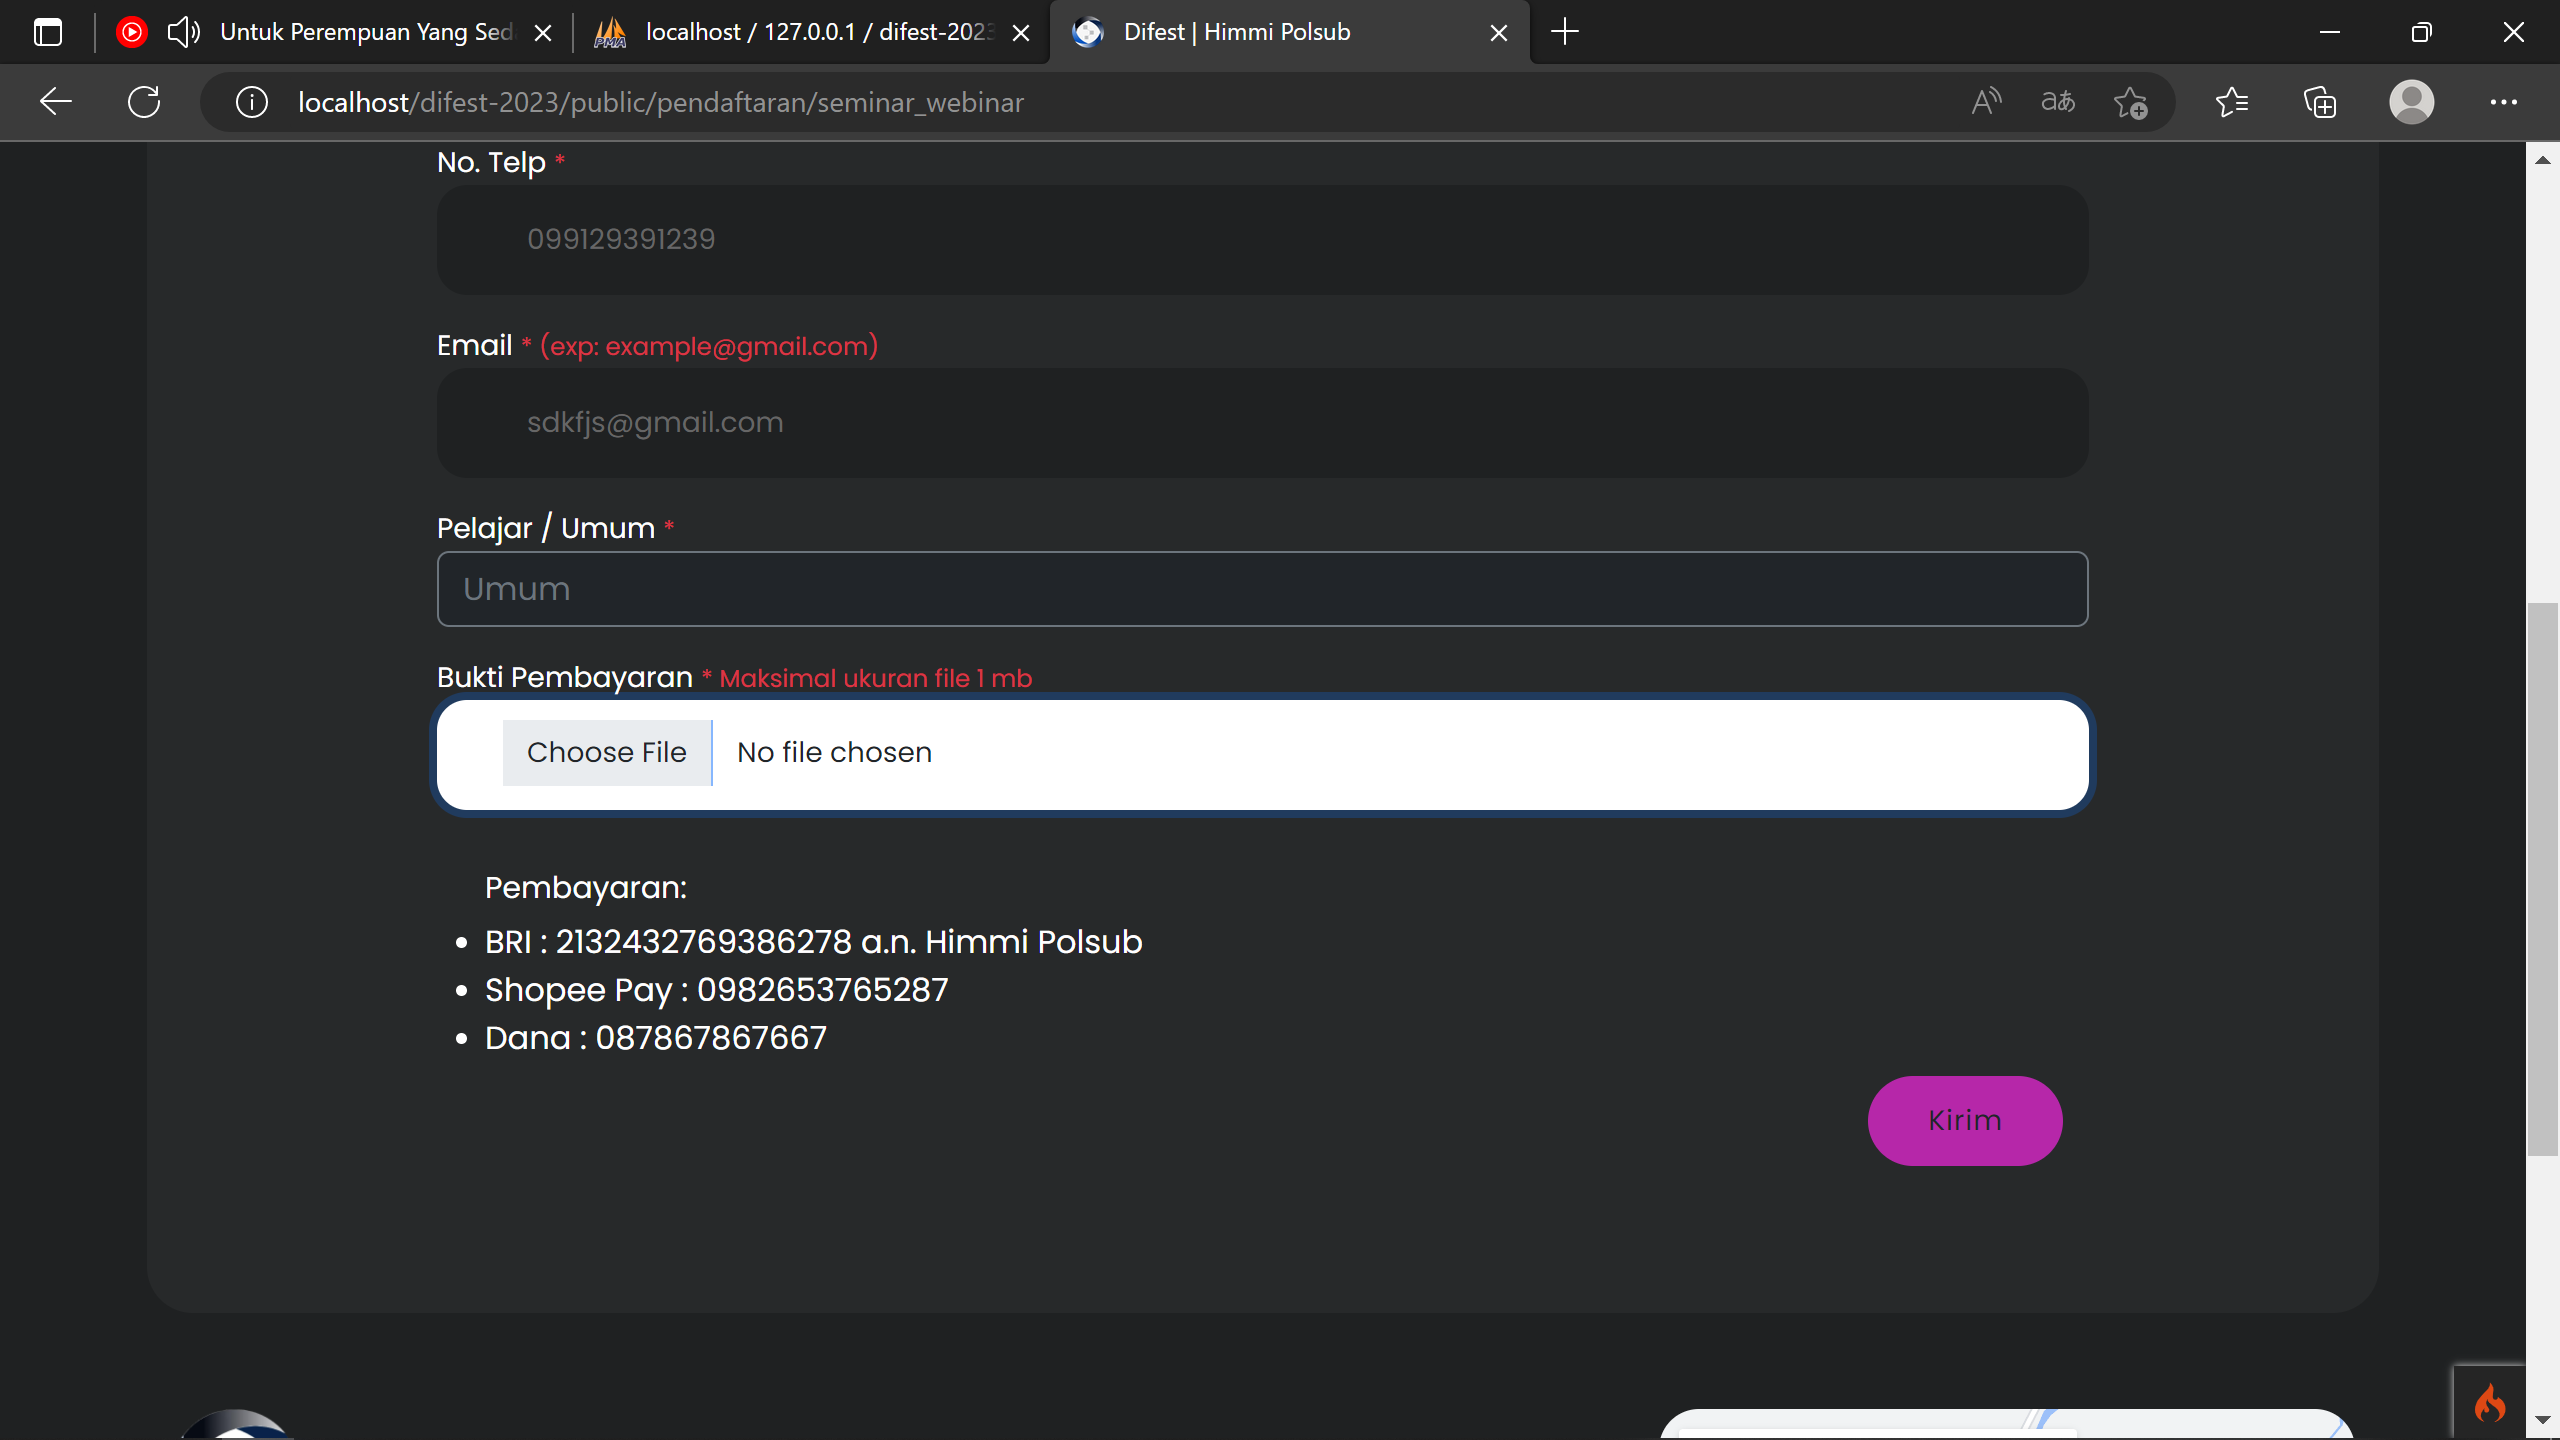 Untuk Perempuan Yang Sed
localhost / 127.0.0.1 / difest-2023
Difest | Himmi Polsub
localhost/difest-2023/public/pendaftaran/seminar_webinar
No. Telp *
099129391239
Email * (exp: example@gmail.com)
sdkfjs@gmail.com
Pelajar / Umum *
Umum
Bukti Pembayaran * Maksimal ukuran file 1 mb
Choose File No file chosen
Pembayaran:
BRI : 2132432769386278 a.n. Himmi Polsub
Shopee Pay : 0982653765287
Dana : 087867867667
Kirim